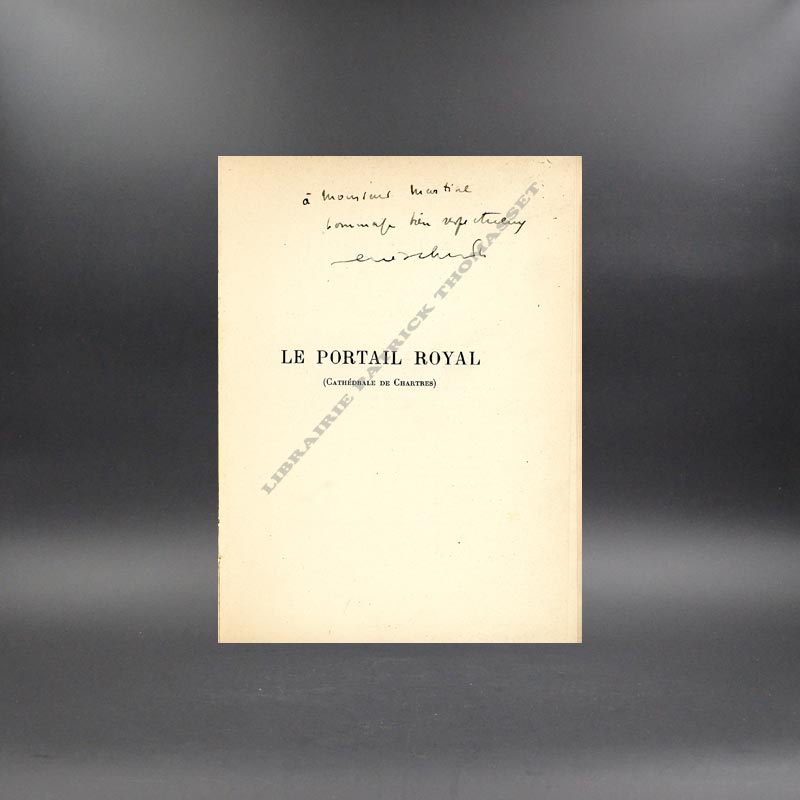 à Monsieur Martine
hommage bien respectueux
LE PORTAIL ROYAL
(CATHÉDRALE DE CHARTRES)
LIBRAIRIE PATRICK THOMASSET